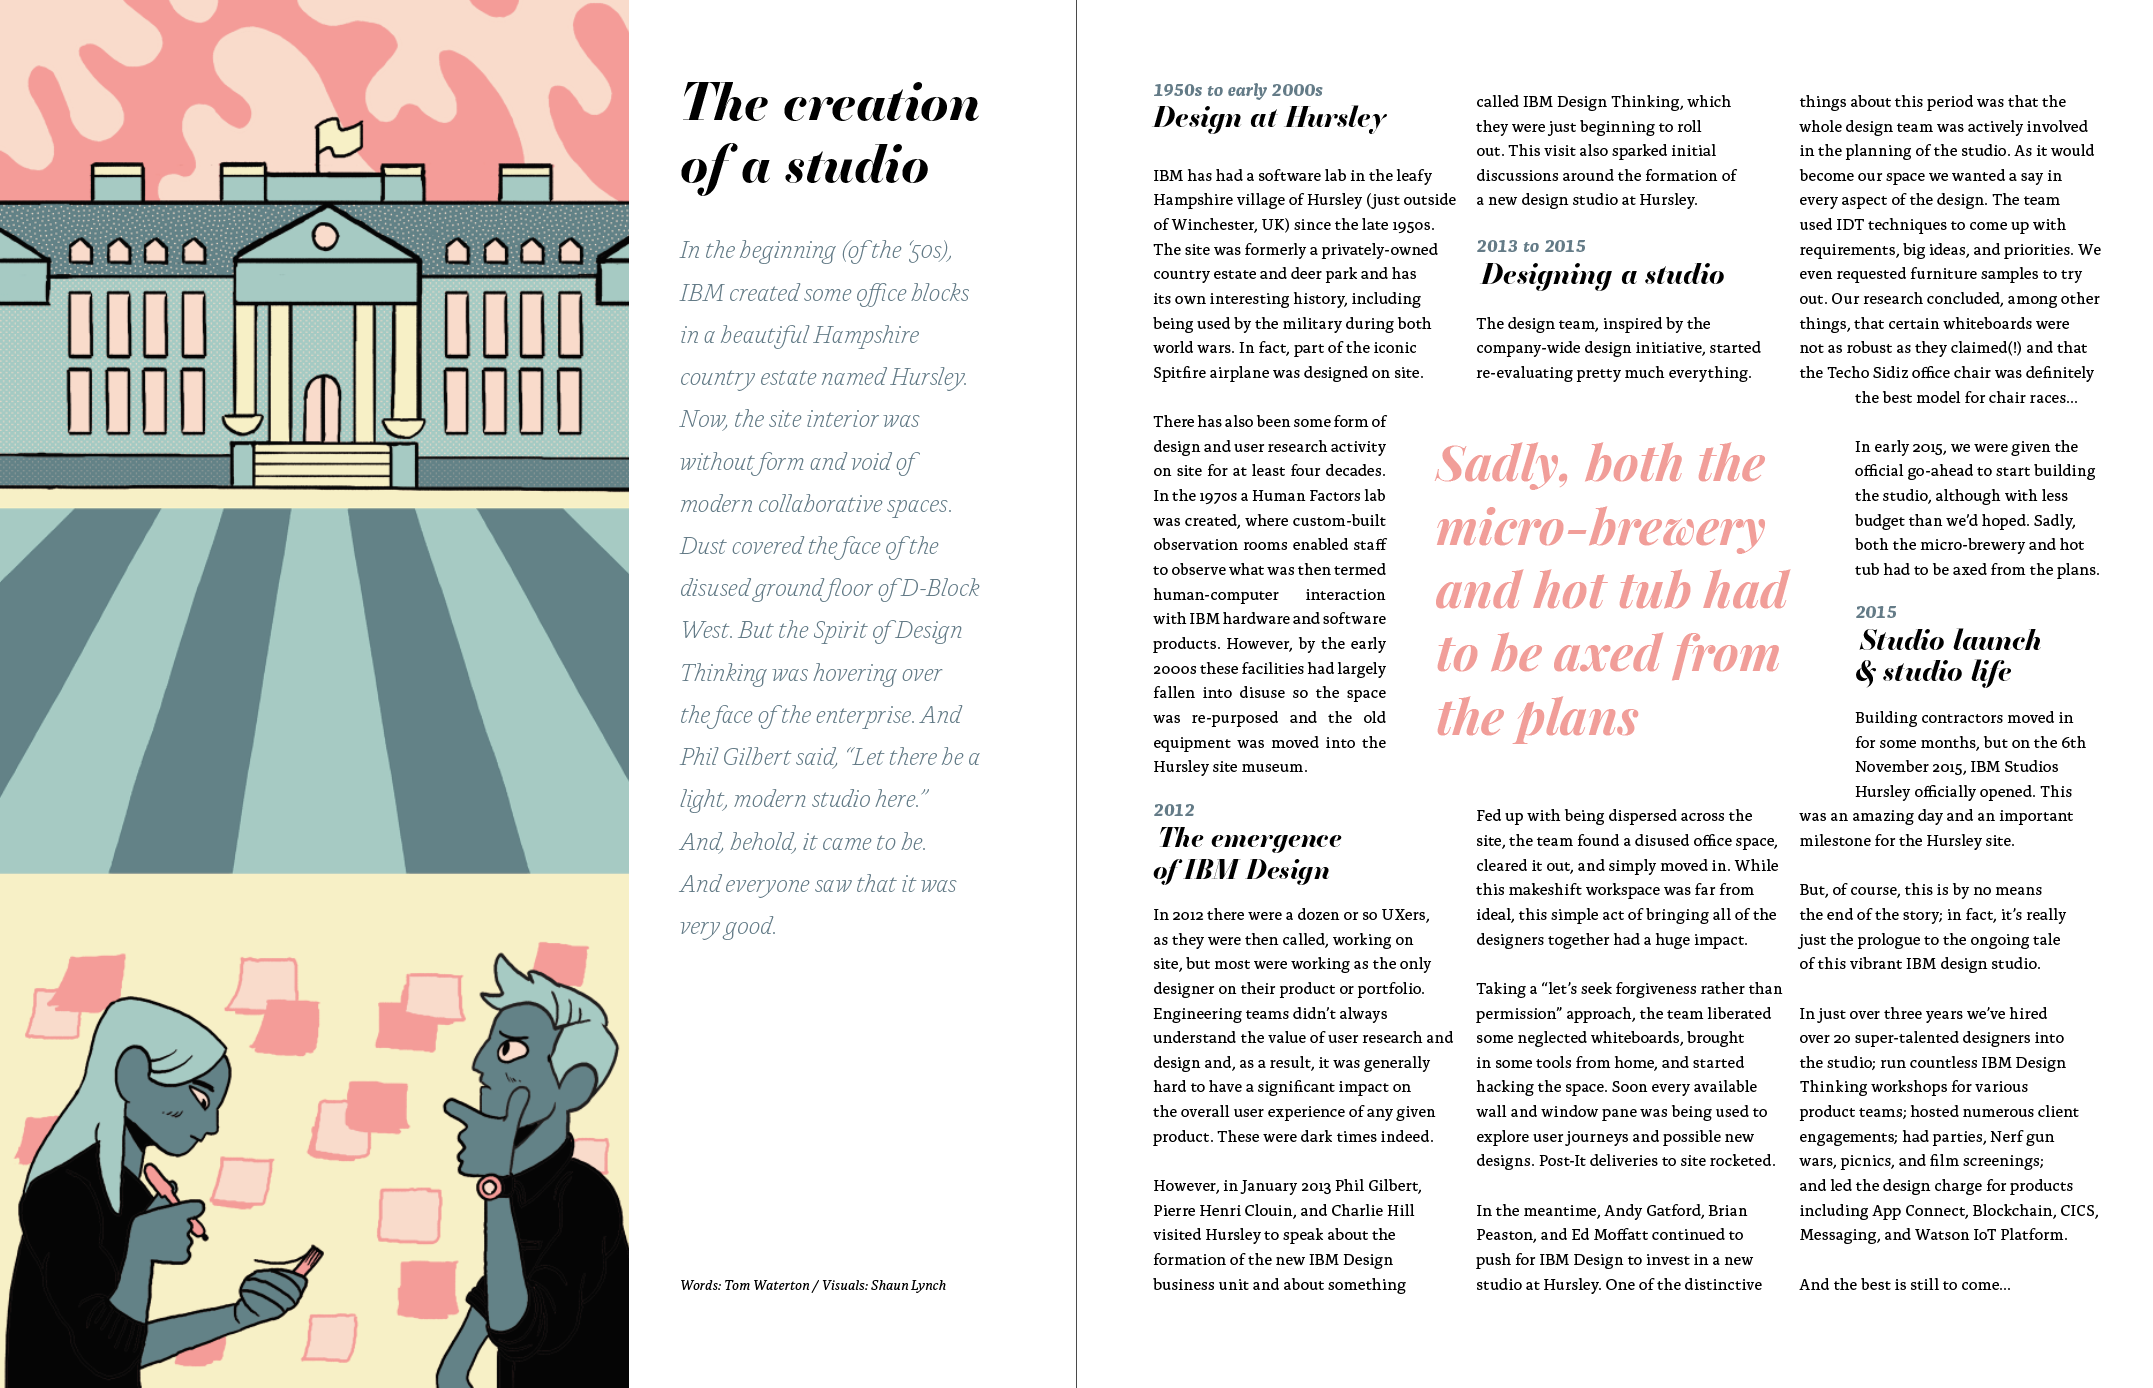 The creation
of a studio
In the beginning (of the ‘50s),
IBM created some office blocks
in a beautiful Hampshire
country estate named Hursley.
Now, the site interior was
without form and void of
modern collaborative spaces.
Dust covered the face of the
disused ground floor of D-Block
West. But the Spirit of Design
Thinking was hovering over
the face of the enterprise. And
Phil Gilbert said, “Let there be a
light, modern studio here.”
And, behold, it came to be.
And everyone saw that it was
very good.
Words: Tom Waterton / Visuals: Shaun Lynch
1950s to early 2000s
Design at Hursley
IBM has had a software lab in the leafy
Hampshire village of Hursley (just outside
of Winchester, UK) since the late 1950s.
The site was formerly a privately-owned
country estate and deer park and has
its own interesting history, including
being used by the military during both
world wars. In fact, part of the iconic
Spitfire airplane was designed on site.
There has also been some form of
design and user research activity
on site for at least four decades.
In the 1970s a Human Factors lab
was created, where custom-built
observation rooms enabled staff
to observe what was then termed
human-computer interaction
with IBM hardware and software
products. However, by the early
2000s these facilities had largely
fallen into disuse so the space
was re-purposed and the old
equipment was moved into the
Hursley site museum.
2012
The emergence
of IBM Design
In 2012 there were a dozen or so UXers,
as they were then called, working on
site, but most were working as the only
designer on their product or portfolio.
Engineering teams didn’t always
understand the value of user research and
design and, as a result, it was generally
hard to have a significant impact on
the overall user experience of any given
product. These were dark times indeed.
However, in January 2013 Phil Gilbert,
Pierre Henri Clouin, and Charlie Hill
visited Hursley to speak about the
formation of the new IBM Design
business unit and about something
called IBM Design Thinking, which
they were just beginning to roll
out. This visit also sparked initial
discussions around the formation of
a new design studio at Hursley.
2013 to 2015
Designing a studio
The design team, inspired by the
company-wide design initiative, started
re-evaluating pretty much everything.
Sadly, both the
micro-brewery
and hot tub had
to be axed from
the plans
Fed up with being dispersed across the
site, the team found a disused office space,
cleared it out, and simply moved in. While
this makeshift workspace was far from
ideal, this simple act of bringing all of the
designers together had a huge impact.
Taking a “let’s seek forgiveness rather than
permission” approach, the team liberated
some neglected whiteboards, brought
in some tools from home, and started
hacking the space. Soon every available
wall and window pane was being used to
explore user journeys and possible new
designs. Post-It deliveries to site rocketed.
In the meantime, Andy Gatford, Brian
Peaston, and Ed Moffatt continued to
push for IBM Design to invest in a new
studio at Hursley. One of the distinctive
things about this period was that the
whole design team was actively involved
in the planning of the studio. As it would
become our space we wanted a say in
every aspect of the design. The team
used IDT techniques to come up with
requirements, big ideas, and priorities. We
even requested furniture samples to try
out. Our research concluded, among other
things, that certain whiteboards were
not as robust as they claimed(!) and that
the Techo Sidiz office chair was definitely
the best model for chair races...
In early 2015, we were given the
official go-ahead to start building
the studio, although with less
budget than we’d hoped. Sadly,
both the micro-brewery and hot
tub had to be axed from the plans.
2015
Studio launch
& studio life
Building contractors moved in
for some months, but on the 6th
November 2015, IBM Studios
Hursley officially opened. This
was an amazing day and an important
milestone for the Hursley site.
But, of course, this is by no means
the end of the story; in fact, it’s really
just the prologue to the ongoing tale
of this vibrant IBM design studio.
In just over three years we’ve hired
over 20 super-talented designers into
the studio; run countless IBM Design
Thinking workshops for various
product teams; hosted numerous client
engagements; had parties, Nerf gun
wars, picnics, and film screenings;
and led the design charge for products
including App Connect, Blockchain, CICS,
Messaging, and Watson IoT Platform.
And the best is still to come...